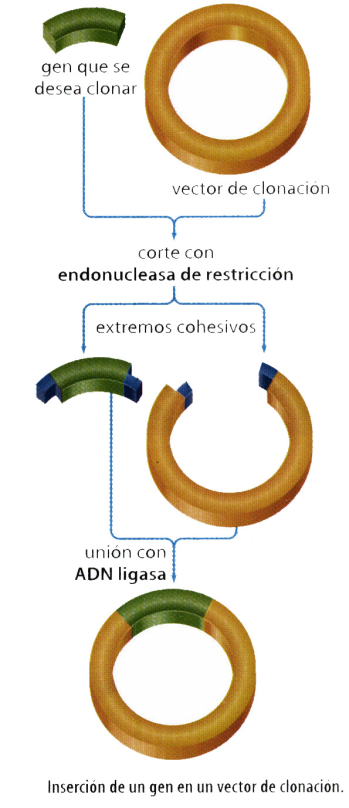 gen que se
desea clonar
vector de clonación
corte con
endonucleasa de restricción
extremos cohesivos
unión con
ADN ligasa
Inserción de un gen en un vector de clonación.